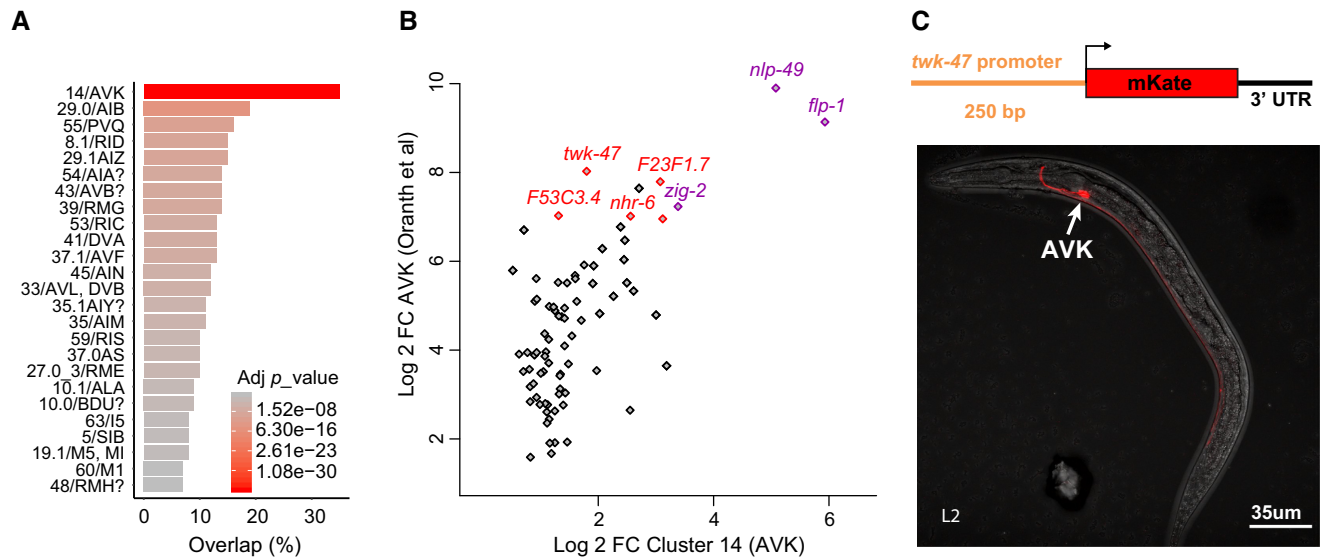 A
14/AVK
29.0/AIB
55/PVQ
8.1/RID
29.1AIZ
54/AIA?
43/AVB?
39/RMG
53/RIC
41/DVA
37.1/AVF
45/AIN
33/AVL, DVB
35.1AIY?
35/AIM
59/RIS
37.0AS
27.0_3/RME
10.1/ALA
10.0/BDU?
63/I5
5/SIB
19.1/M5, MI
60/M1
48/RMH?
0 10 20 30
Overlap (%)
Adj p_value
1.52e−08
6.30e−16
2.61e−23
1.08e−30
B
Log 2 FC AVK (Oranth et al)
10
8
6
4
2
nlp-49
flp-1
twk-47
F23F1.7
F53C3.4
nhr-6
zig-2
2 4 6
Log 2 FC Cluster 14 (AVK)
C
twk-47 promoter
mKate
250 bp
3' UTR
AVK
L2
35um